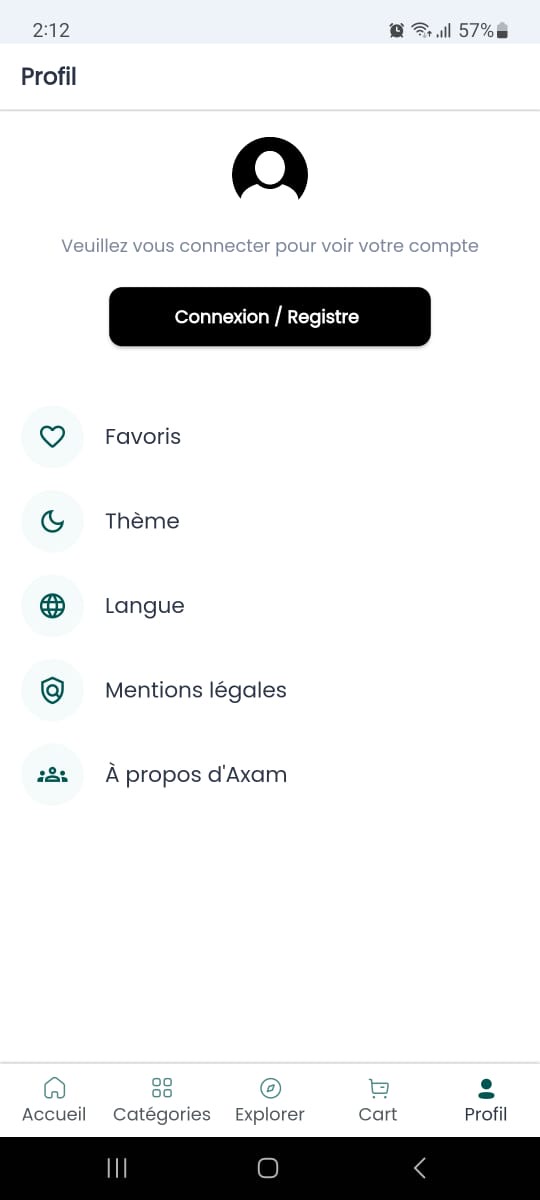 2:12
57%
Profil
Veuillez vous connecter pour voir votre compte
Connexion / Registre
Favoris
Thème
Langue
Mentions légales
À propos d'Axam
Accueil Catégories Explorer Cart Profil